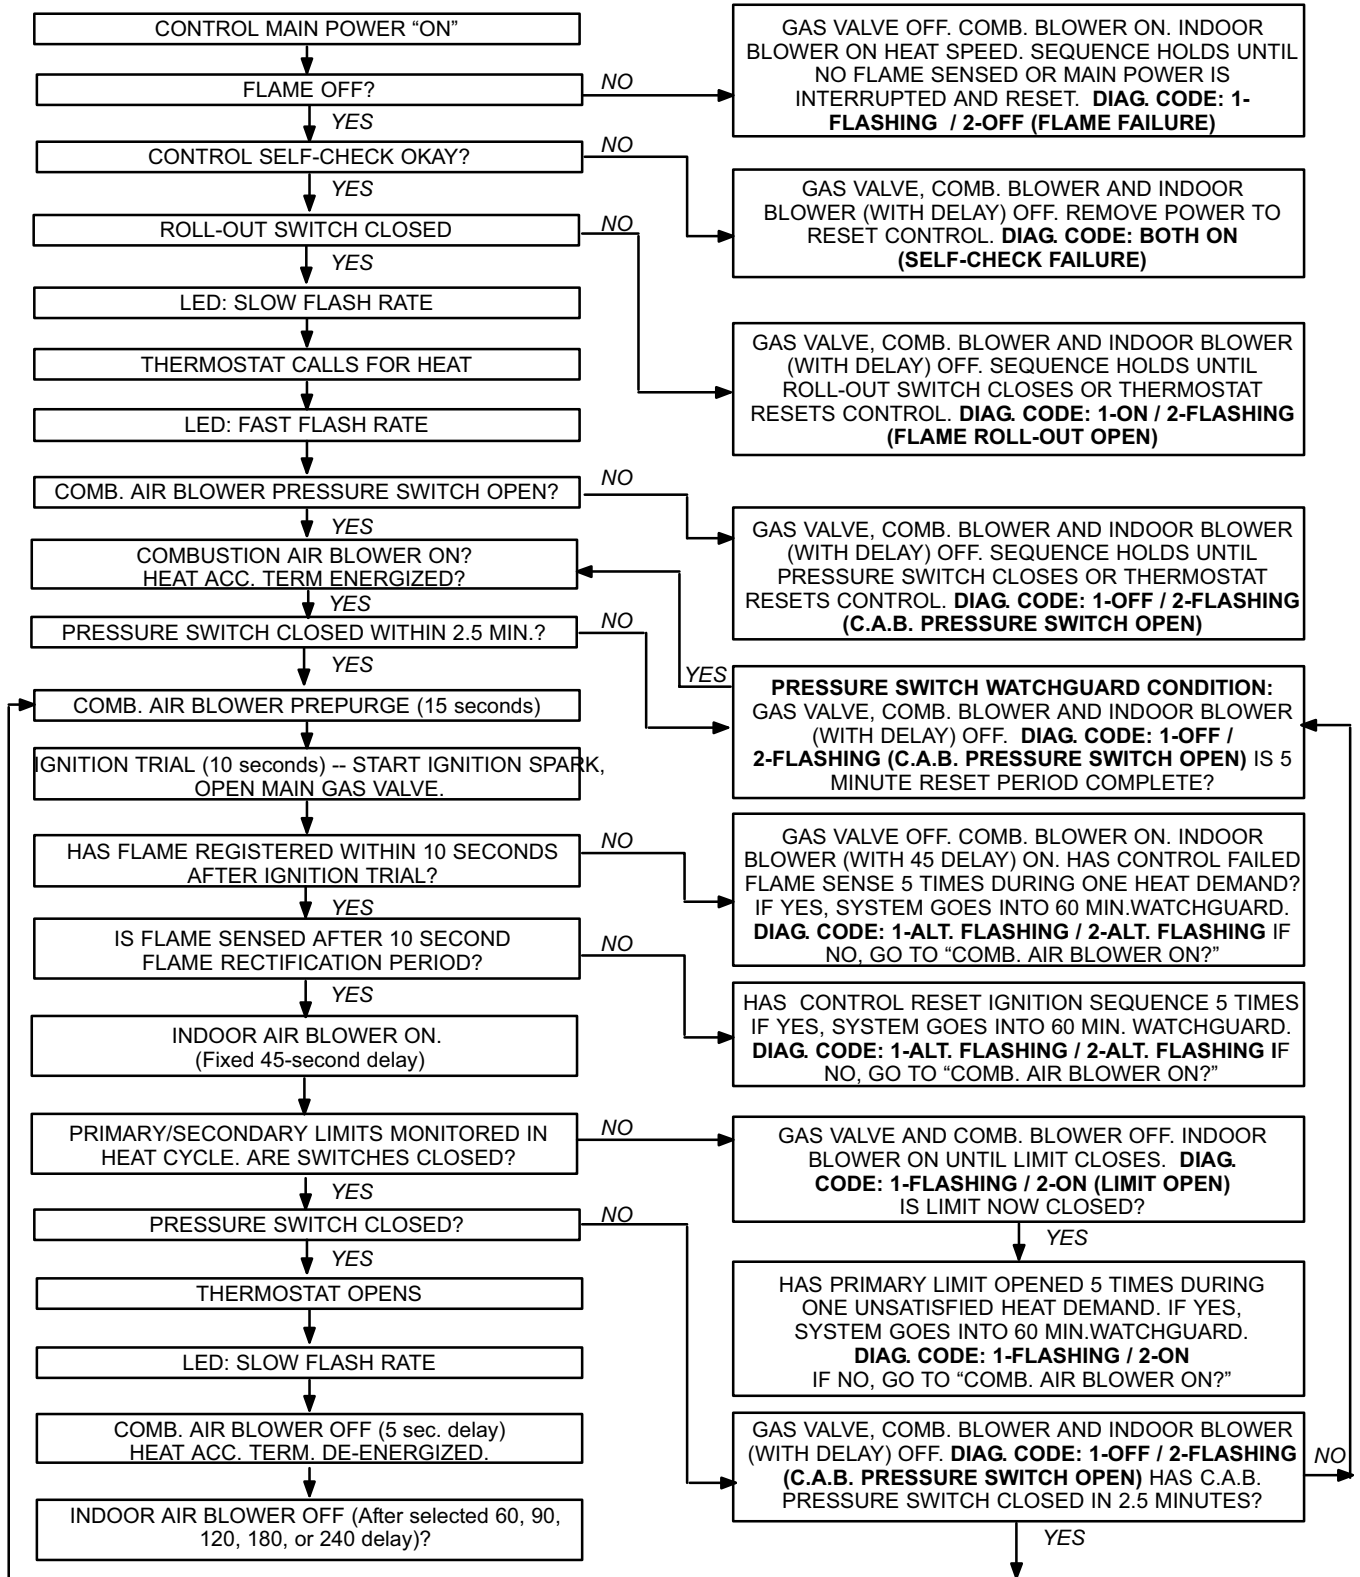 CONTROL MAIN POWER “ON”
GAS VALVE OFF. COMB. BLOWER ON. INDOOR
BLOWER ON HEAT SPEED. SEQUENCE HOLDS UNTIL
NO FLAME SENSED OR MAIN POWER IS
INTERRUPTED AND RESET. DIAG. CODE: 1-
FLASHING / 2-OFF (FLAME FAILURE)
FLAME OFF?
NO
YES
CONTROL SELF-CHECK OKAY?
NO
YES
GAS VALVE, COMB. BLOWER AND INDOOR
BLOWER (WITH DELAY) OFF. REMOVE POWER TO
RESET CONTROL. DIAG. CODE: BOTH ON
(SELF-CHECK FAILURE)
ROLL-OUT SWITCH CLOSED
NO
YES
LED: SLOW FLASH RATE
GAS VALVE, COMB. BLOWER AND INDOOR BLOWER
(WITH DELAY) OFF. SEQUENCE HOLDS UNTIL
ROLL-OUT SWITCH CLOSES OR THERMOSTAT
RESETS CONTROL. DIAG. CODE: 1-ON / 2-FLASHING
(FLAME ROLL-OUT OPEN)
THERMOSTAT CALLS FOR HEAT
LED: FAST FLASH RATE
COMB. AIR BLOWER PRESSURE SWITCH OPEN?
NO
YES
GAS VALVE, COMB. BLOWER AND INDOOR BLOWER
(WITH DELAY) OFF. SEQUENCE HOLDS UNTIL
PRESSURE SWITCH CLOSES OR THERMOSTAT
RESETS CONTROL. DIAG. CODE: 1-OFF / 2-FLASHING
(C.A.B. PRESSURE SWITCH OPEN)
COMBUSTION AIR BLOWER ON?
HEAT ACC. TERM ENERGIZED?
YES
PRESSURE SWITCH CLOSED WITHIN 2.5 MIN.?
NO
YES
YES
PRESSURE SWITCH WATCHGUARD CONDITION:
GAS VALVE, COMB. BLOWER AND INDOOR BLOWER
(WITH DELAY) OFF. DIAG. CODE: 1-OFF /
2-FLASHING (C.A.B. PRESSURE SWITCH OPEN) IS 5
MINUTE RESET PERIOD COMPLETE?
COMB. AIR BLOWER PREPURGE (15 seconds)
IGNITION TRIAL (10 seconds) -- START IGNITION SPARK,
OPEN MAIN GAS VALVE.
HAS FLAME REGISTERED WITHIN 10 SECONDS
AFTER IGNITION TRIAL?
NO
YES
GAS VALVE OFF. COMB. BLOWER ON. INDOOR
BLOWER (WITH 45 DELAY) ON. HAS CONTROL FAILED
FLAME SENSE 5 TIMES DURING ONE HEAT DEMAND?
IF YES, SYSTEM GOES INTO 60 MIN.WATCHGUARD.
DIAG. CODE: 1-ALT. FLASHING / 2-ALT. FLASHING IF
NO, GO TO “COMB. AIR BLOWER ON?”
IS FLAME SENSED AFTER 10 SECOND
FLAME RECTIFICATION PERIOD?
NO
YES
HAS CONTROL RESET IGNITION SEQUENCE 5 TIMES
IF YES, SYSTEM GOES INTO 60 MIN. WATCHGUARD.
DIAG. CODE: 1-ALT. FLASHING / 2-ALT. FLASHING IF
NO, GO TO “COMB. AIR BLOWER ON?”
INDOOR AIR BLOWER ON.
(Fixed 45-second delay)
PRIMARY/SECONDARY LIMITS MONITORED IN
HEAT CYCLE. ARE SWITCHES CLOSED?
NO
YES
GAS VALVE AND COMB. BLOWER OFF. INDOOR
BLOWER ON UNTIL LIMIT CLOSES. DIAG.
CODE: 1-FLASHING / 2-ON (LIMIT OPEN)
IS LIMIT NOW CLOSED?
YES
PRESSURE SWITCH CLOSED?
NO
YES
HAS PRIMARY LIMIT OPENED 5 TIMES DURING
ONE UNSATISFIED HEAT DEMAND. IF YES,
SYSTEM GOES INTO 60 MIN.WATCHGUARD.
DIAG. CODE: 1-FLASHING / 2-ON
IF NO, GO TO “COMB. AIR BLOWER ON?”
THERMOSTAT OPENS
LED: SLOW FLASH RATE
COMB. AIR BLOWER OFF (5 sec. delay)
HEAT ACC. TERM. DE-ENERGIZED.
GAS VALVE, COMB. BLOWER AND INDOOR BLOWER
(WITH DELAY) OFF. DIAG. CODE: 1-OFF / 2-FLASHING
(C.A.B. PRESSURE SWITCH OPEN) HAS C.A.B.
PRESSURE SWITCH CLOSED IN 2.5 MINUTES?
NO
YES
INDOOR AIR BLOWER OFF (After selected 60, 90,
120, 180, or 240 delay)?